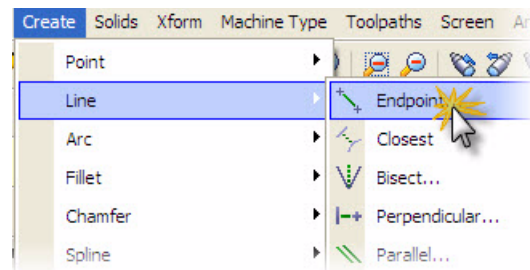 Create Solids Xform Machine Type Toolpaths Screen
Point
Line
Endpoint...
Arc
Closest
Fillet
Bisect...
Chamfer
Perpendicular...
Spline
Parallel...